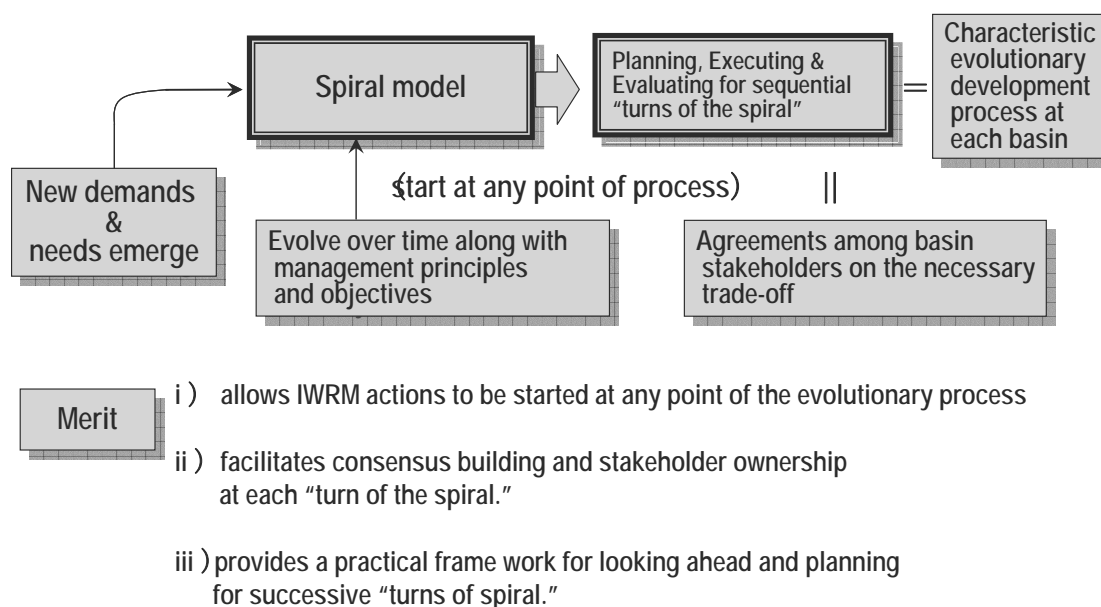 Spiral model
Planning, Executing &
Evaluating for sequential
“turns of the spiral”
=
Characteristic
evolutionary
development
process at
each basin
New demands
&
needs emerge
(start at any point of process)
||
Evolve over time along with
management principles
and objectives
Agreements among basin
stakeholders on the necessary
trade-off
Merit
i ) allows IWRM actions to be started at any point of the evolutionary process
ii ) facilitates consensus building and stakeholder ownership
at each “turn of the spiral.”
iii ) provides a practical frame work for looking ahead and planning
for successive “turns of spiral.”